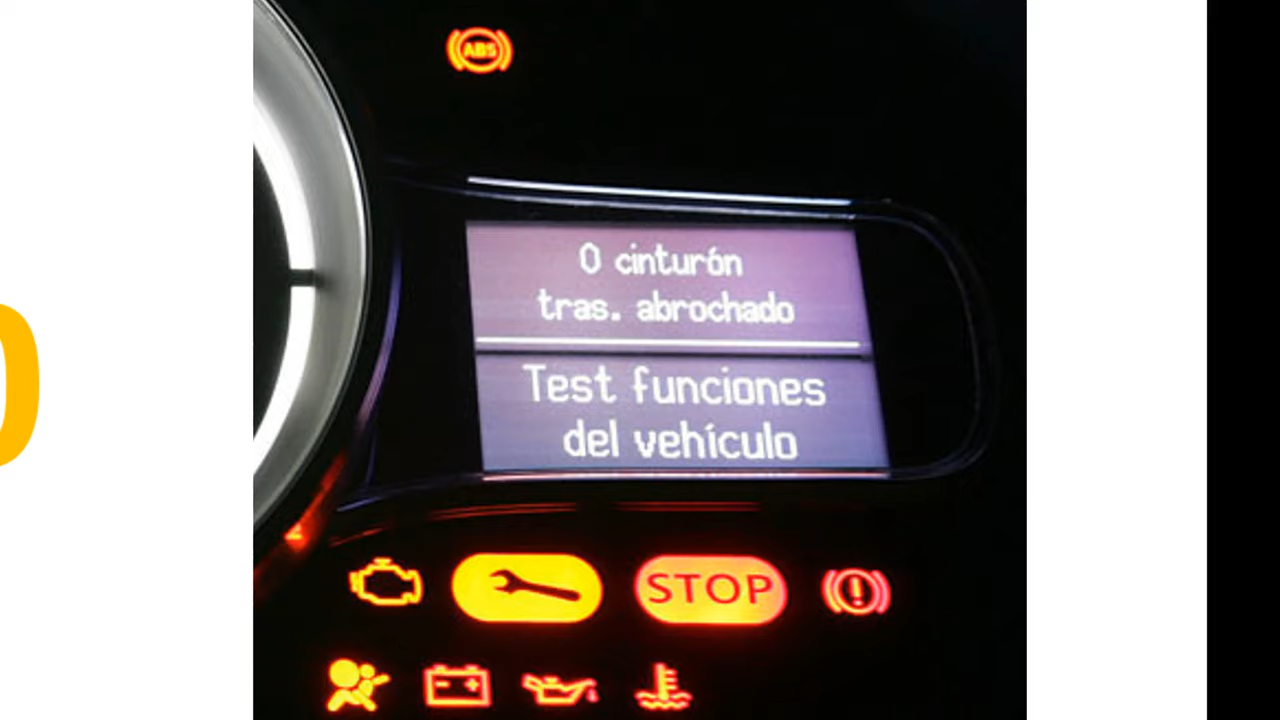 ABS
0 cinturón
tras. abrochado
Test funciones
del vehículo
STOP